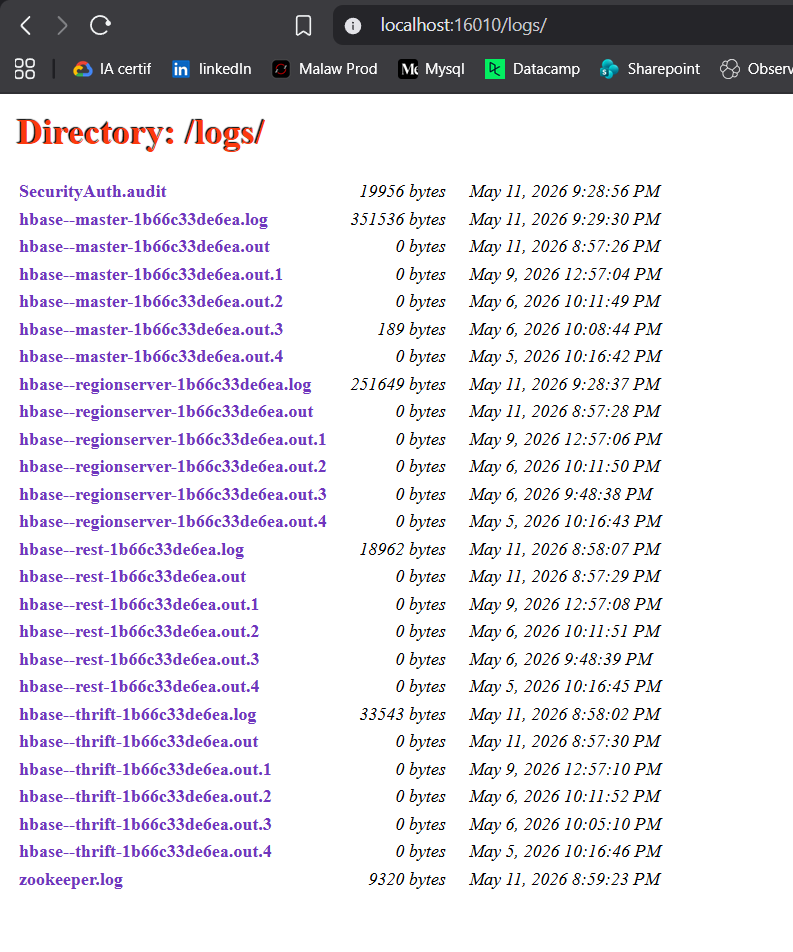 localhost:16010/logs/
IA certif linkedIn Malaw Prod Mysql Datacamp Sharepoint Observ
Directory: /logs/
SecurityAuth.audit 19956 bytes May 11, 2026 9:28:56 PM
hbase--master-1b66c33de6ea.log 351536 bytes May 11, 2026 9:29:30 PM
hbase--master-1b66c33de6ea.out 0 bytes May 11, 2026 8:57:26 PM
hbase--master-1b66c33de6ea.out.1 0 bytes May 9, 2026 12:57:04 PM
hbase--master-1b66c33de6ea.out.2 0 bytes May 6, 2026 10:11:49 PM
hbase--master-1b66c33de6ea.out.3 189 bytes May 6, 2026 10:08:44 PM
hbase--master-1b66c33de6ea.out.4 0 bytes May 5, 2026 10:16:42 PM
hbase--regionserver-1b66c33de6ea.log 251649 bytes May 11, 2026 9:28:37 PM
hbase--regionserver-1b66c33de6ea.out 0 bytes May 11, 2026 8:57:28 PM
hbase--regionserver-1b66c33de6ea.out.1 0 bytes May 9, 2026 12:57:06 PM
hbase--regionserver-1b66c33de6ea.out.2 0 bytes May 6, 2026 10:11:50 PM
hbase--regionserver-1b66c33de6ea.out.3 0 bytes May 6, 2026 9:48:38 PM
hbase--regionserver-1b66c33de6ea.out.4 0 bytes May 5, 2026 10:16:43 PM
hbase--rest-1b66c33de6ea.log 18962 bytes May 11, 2026 8:58:07 PM
hbase--rest-1b66c33de6ea.out 0 bytes May 11, 2026 8:57:29 PM
hbase--rest-1b66c33de6ea.out.1 0 bytes May 9, 2026 12:57:08 PM
hbase--rest-1b66c33de6ea.out.2 0 bytes May 6, 2026 10:11:51 PM
hbase--rest-1b66c33de6ea.out.3 0 bytes May 6, 2026 9:48:39 PM
hbase--rest-1b66c33de6ea.out.4 0 bytes May 5, 2026 10:16:45 PM
hbase--thrift-1b66c33de6ea.log 33543 bytes May 11, 2026 8:58:02 PM
hbase--thrift-1b66c33de6ea.out 0 bytes May 11, 2026 8:57:30 PM
hbase--thrift-1b66c33de6ea.out.1 0 bytes May 9, 2026 12:57:10 PM
hbase--thrift-1b66c33de6ea.out.2 0 bytes May 6, 2026 10:11:52 PM
hbase--thrift-1b66c33de6ea.out.3 0 bytes May 6, 2026 10:05:10 PM
hbase--thrift-1b66c33de6ea.out.4 0 bytes May 5, 2026 10:16:46 PM
zookeeper.log 9320 bytes May 11, 2026 8:59:23 PM